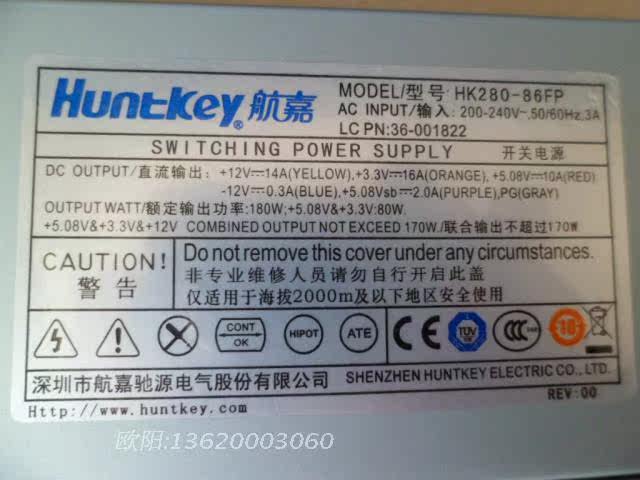 Huntkey® 航嘉
MODEL/型号: HK280-86FP
AC INPUT/输入: 200-240V~,50/60Hz,3A
LC PN:36-001822
SWITCHING POWER SUPPLY 开关电源
DC OUTPUT/直流输出: +12V⎓14A(YELLOW),+3.3V⎓16A(ORANGE), +5.08V⎓10A(RED)
-12V⎓0.3A(BLUE),+5.08Vsb⎓2.0A(PURPLE),PG(GRAY)
OUTPUT WATT/额定输出功率: 180W;+5.08V&+3.3V:80W.
+5.08V&+3.3V&+12V COMBINED OUTPUT NOT EXCEED 170W/联合输出不超过170W
CAUTION!
警告
Do not remove this cover under any circumstances.
非专业维修人员请勿自行开启此盖
仅适用于海拔2000m及以下地区安全使用
CONT
OK
HIPOT
ATE
CE
TUV
CCC
10
深圳市航嘉驰源电气股份有限公司
SHENZHEN HUNTKEY ELECTRIC CO.,LTD.
REV:00
Http://www.huntkey.com
欧阳:13620003060